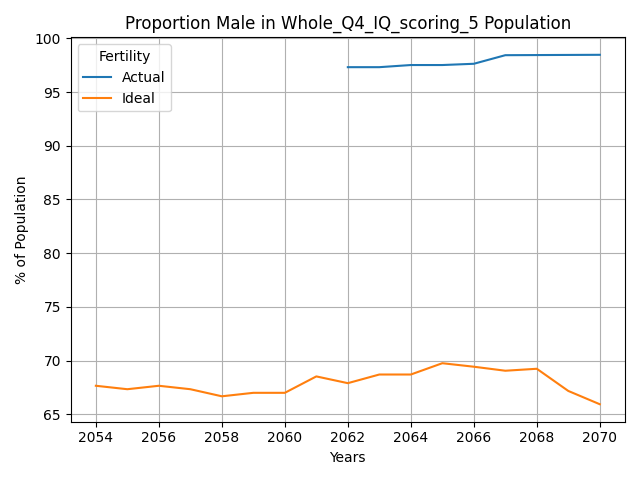 Proportion Male in Whole_Q4_IQ_scoring_5 Population
Fertility
Actual
Ideal
% of Population
100
95
90
85
80
75
70
65
2054 2056 2058 2060 2062 2064 2066 2068 2070
Years